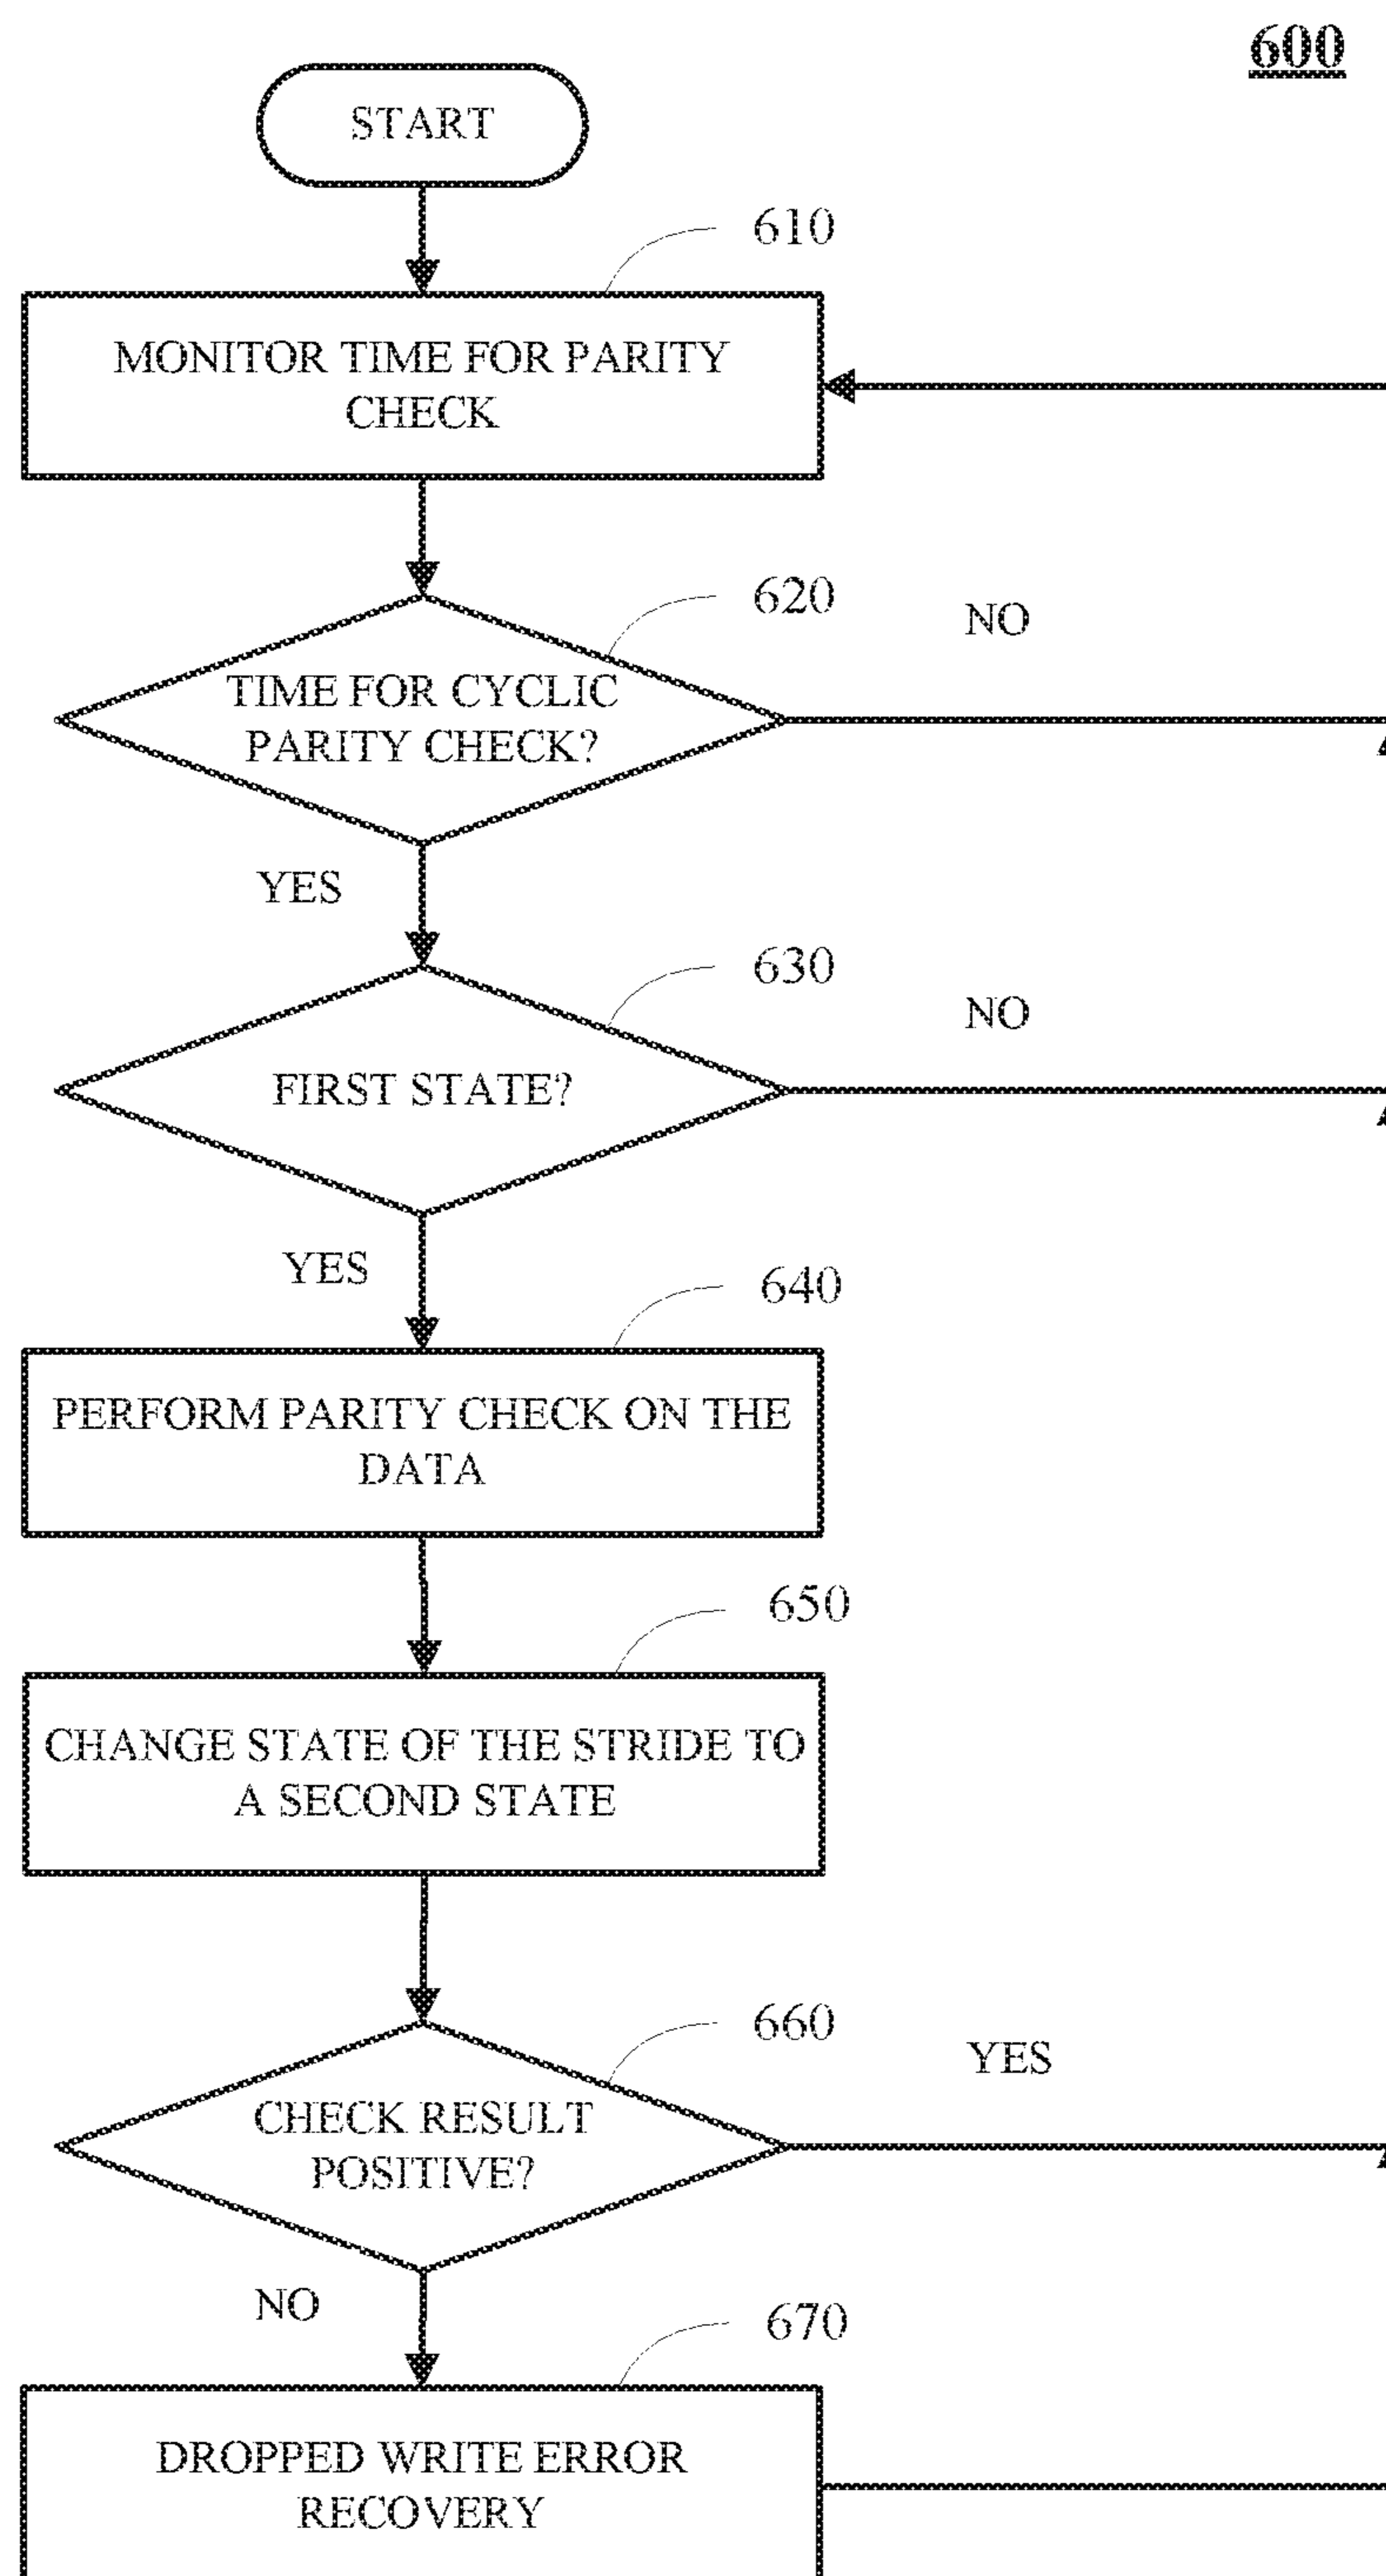 600
START
610
MONITOR TIME FOR PARITY
CHECK
620
NO
TIME FOR CYCLIC
PARITY CHECK?
YES
630
NO
FIRST STATE?
YES
640
PERFORM PARITY CHECK ON THE
DATA
650
CHANGE STATE OF THE STRIDE TO
A SECOND STATE
660
YES
CHECK RESULT
POSITIVE?
NO
670
DROPPED WRITE ERROR
RECOVERY